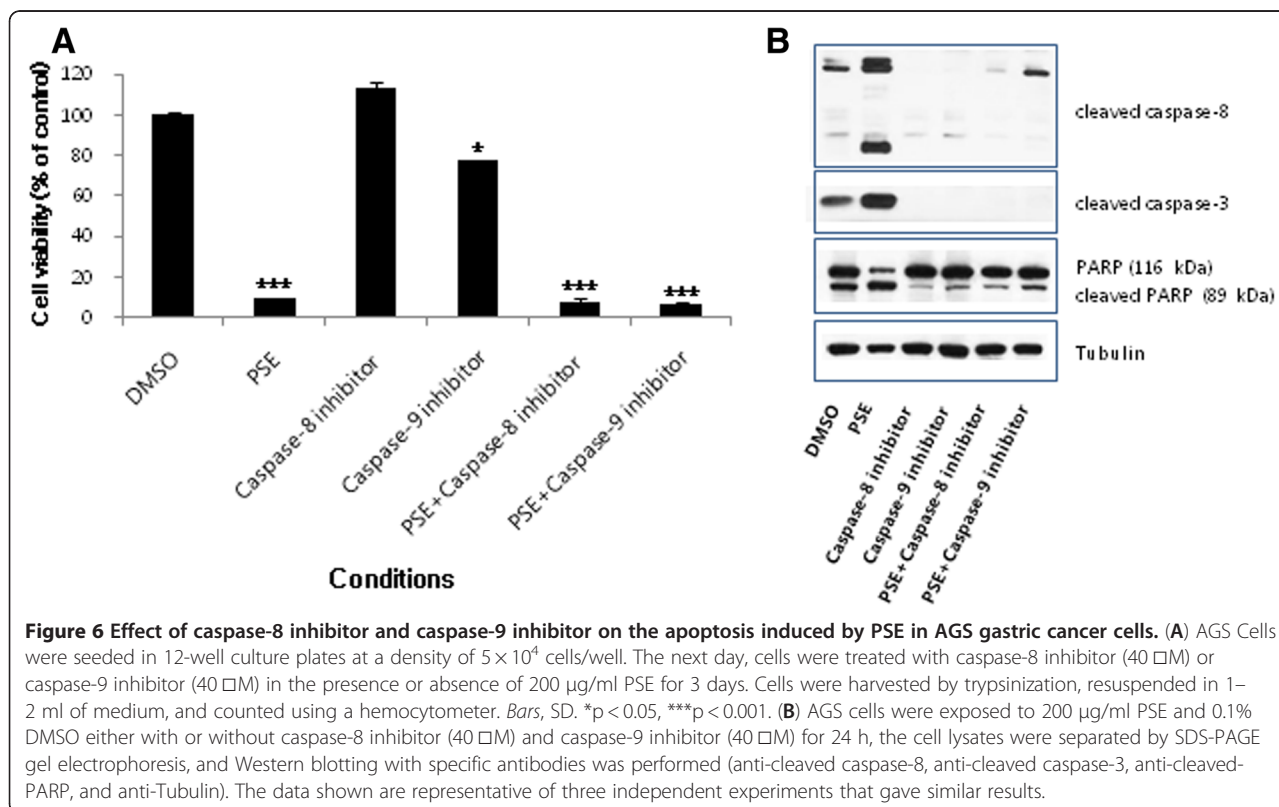 A
Cell viability (% of control)
120
100
80
60
40
20
0
***
*
***
***
DMSO
PSE
Caspase-8 inhibitor
Caspase-9 inhibitor
PSE+Caspase-8 inhibitor
PSE+Caspase-9 inhibitor
Conditions
B
cleaved caspase-8
cleaved caspase-3
PARP (116 kDa)
cleaved PARP (89 kDa)
Tubulin
DMSO
PSE
Caspase-8 inhibitor
Caspase-9 inhibitor
PSE+Caspase-8 inhibitor
PSE+Caspase-9 inhibitor
Figure 6 Effect of caspase-8 inhibitor and caspase-9 inhibitor on the apoptosis induced by PSE in AGS gastric cancer cells. (A) AGS Cells
were seeded in 12-well culture plates at a density of 5 × 10⁴ cells/well. The next day, cells were treated with caspase-8 inhibitor (40 □M) or
caspase-9 inhibitor (40 □M) in the presence or absence of 200 μg/ml PSE for 3 days. Cells were harvested by trypsinization, resuspended in 1–
2 ml of medium, and counted using a hemocytometer. Bars, SD. *p < 0.05, ***p < 0.001. (B) AGS cells were exposed to 200 μg/ml PSE and 0.1%
DMSO either with or without caspase-8 inhibitor (40 □M) and caspase-9 inhibitor (40 □M) for 24 h, the cell lysates were separated by SDS-PAGE
gel electrophoresis, and Western blotting with specific antibodies was performed (anti-cleaved caspase-8, anti-cleaved caspase-3, anti-cleaved-
PARP, and anti-Tubulin). The data shown are representative of three independent experiments that gave similar results.